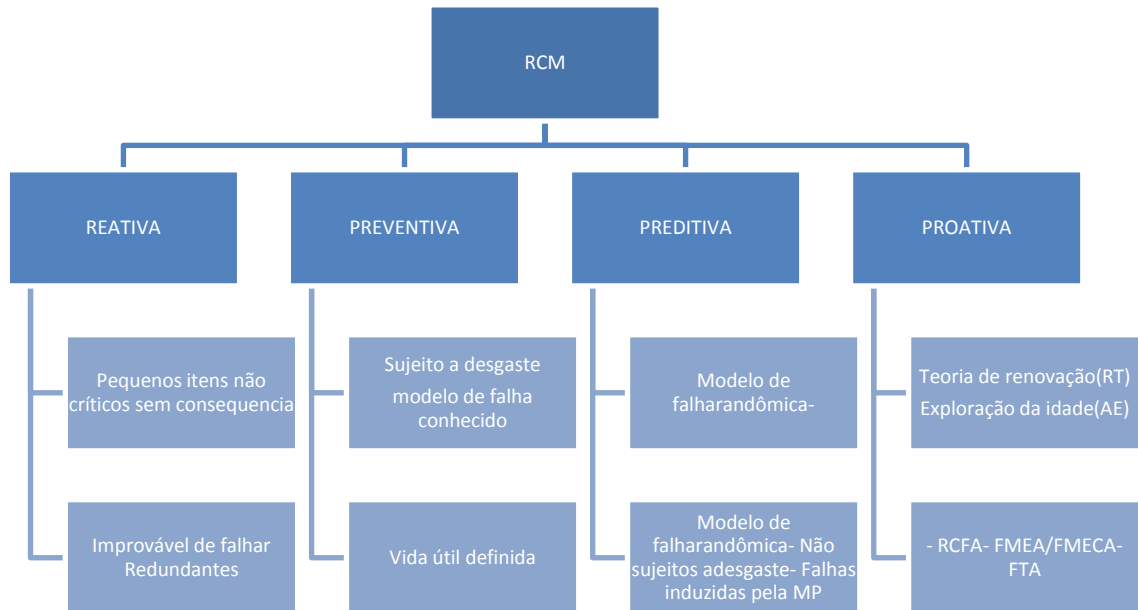 RCM
REATIVA
PREVENTIVA
PREDITIVA
PROATIVA
Pequenos itens não
críticos sem consequencia
Improvável de falhar
Redundantes
Sujeito a desgaste
modelo de falha
conhecido
Vida útil definida
Modelo de
falharandômica-
Modelo de
falharandômica- Não
sujeitos adesgaste- Falhas
induzidas pela MP
Teoria de renovação(RT)
Exploração da idade(AE)
- RCFA- FMEA/FMECA-
FTA